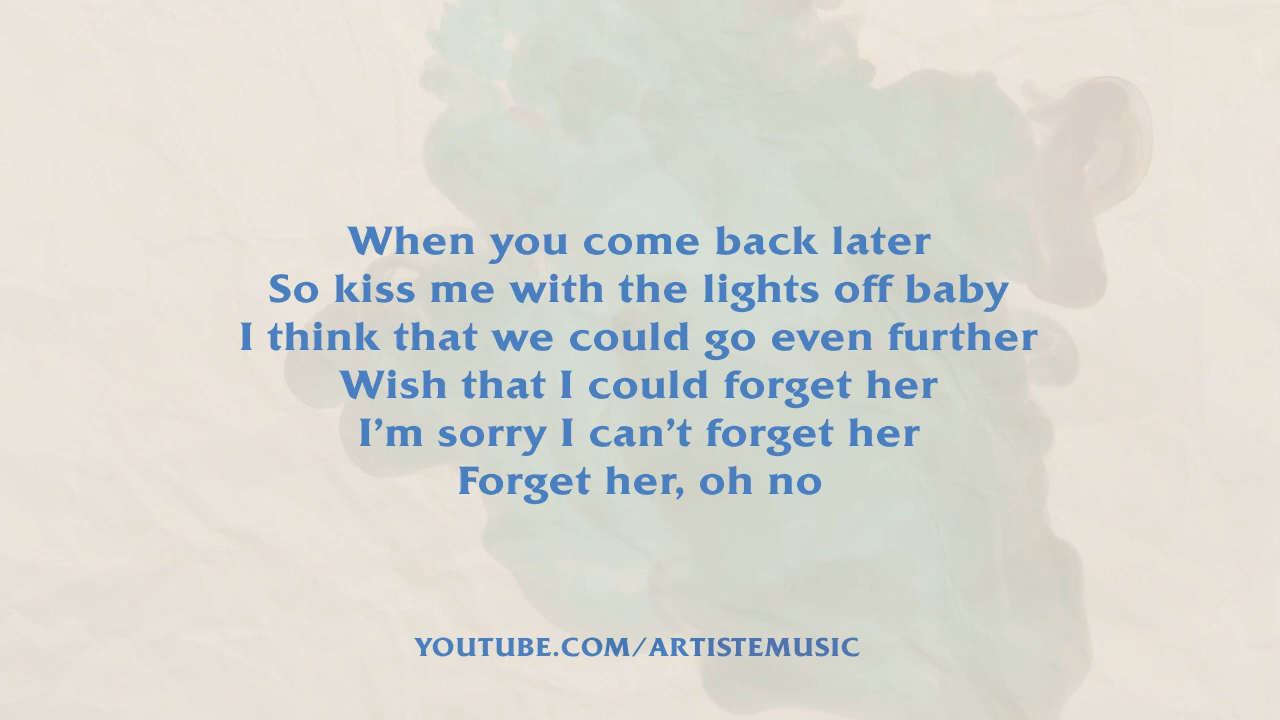 When you come back later
So kiss me with the lights off baby
I think that we could go even further
Wish that I could forget her
I’m sorry I can’t forget her
Forget her, oh no
YOUTUBE.COM/ARTISTEMUSIC